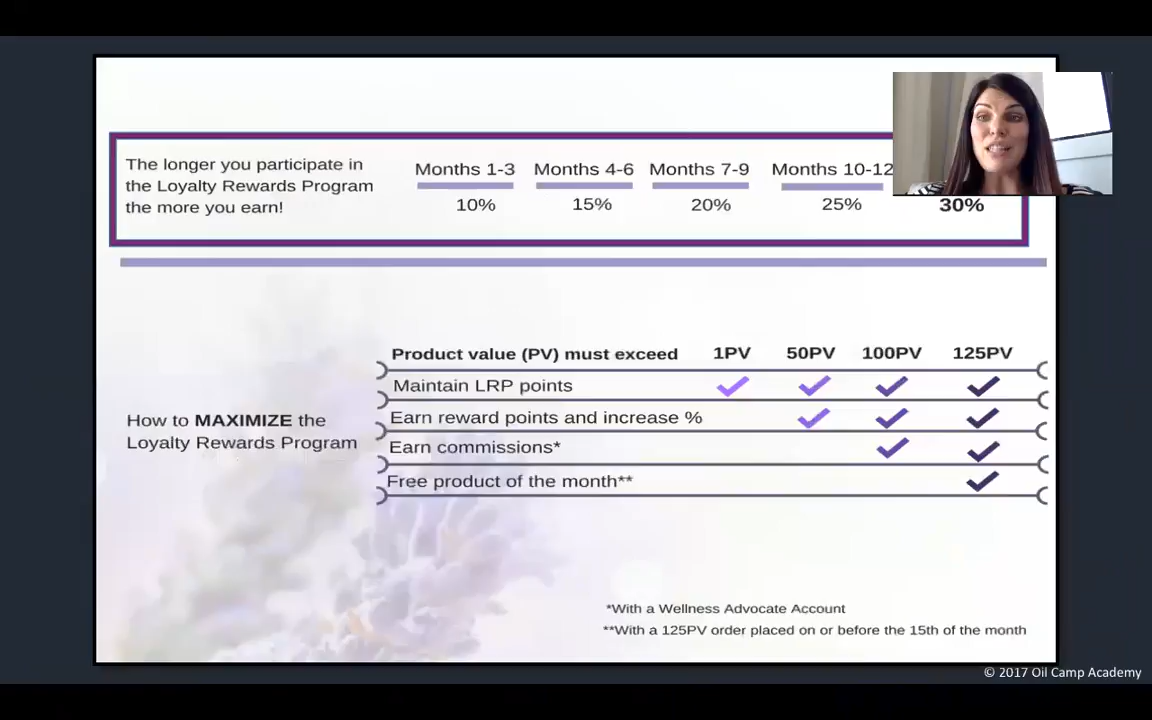 The longer you participate in
the Loyalty Rewards Program
the more you earn!
Months 1-3 Months 4-6 Months 7-9 Months 10-12
10% 15% 20% 25% 30%
Product value (PV) must exceed 1PV 50PV 100PV 125PV
Maintain LRP points
Earn reward points and increase %
Earn commissions*
Free product of the month**
How to MAXIMIZE the
Loyalty Rewards Program
*With a Wellness Advocate Account
**With a 125PV order placed on or before the 15th of the month
© 2017 Oil Camp Academy